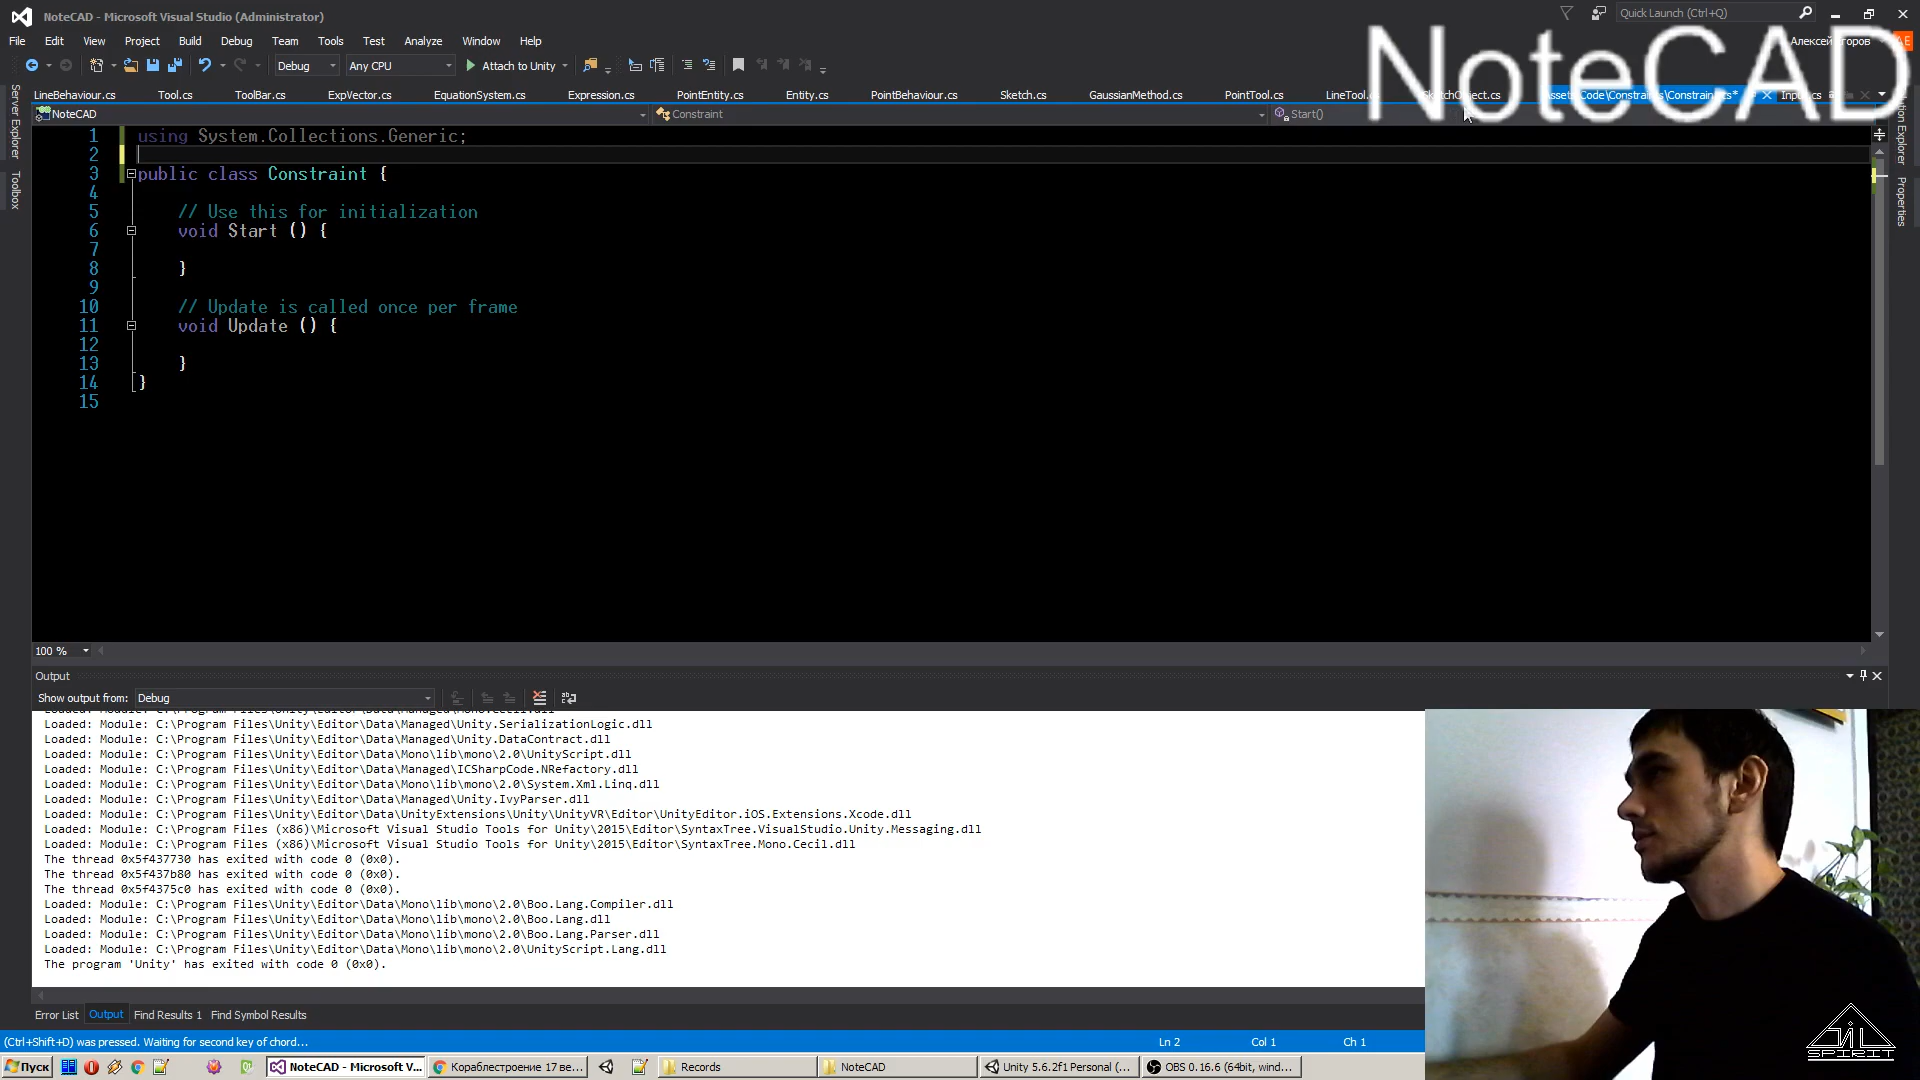 NoteCAD - Microsoft Visual Studio (Administrator)
Quick Launch (Ctrl+Q)
File Edit View Project Build Debug Team Tools Test Analyze Window Help
Debug Any CPU Attach to Unity
NoteCAD
LineBehaviour.cs Tool.cs ToolBar.cs ExpVector.cs EquationSystem.cs Expression.cs PointEntity.cs Entity.cs PointBehaviour.cs Sketch.cs GaussianMethod.cs PointTool.cs
NoteCAD Constraint Start()
Server Explorer
Toolbox
Properties
1 using System.Collections.Generic;
2
3 public class Constraint {
4
5 // Use this for initialization
6 void Start () {
7
8 }
9
10 // Update is called once per frame
11 void Update () {
12
13 }
14 }
15
100 %
Output
Show output from: Debug
Loaded: Module: C:\Program Files\Unity\Editor\Data\Managed\Unity.SerializationLogic.dll
Loaded: Module: C:\Program Files\Unity\Editor\Data\Managed\Unity.DataContract.dll
Loaded: Module: C:\Program Files\Unity\Editor\Data\Mono\lib\mono\2.0\UnityScript.dll
Loaded: Module: C:\Program Files\Unity\Editor\Data\Managed\ICSharpCode.NRefactory.dll
Loaded: Module: C:\Program Files\Unity\Editor\Data\Mono\lib\mono\2.0\System.Xml.Linq.dll
Loaded: Module: C:\Program Files\Unity\Editor\Data\Managed\Unity.IvyParser.dll
Loaded: Module: C:\Program Files\Unity\Editor\Data\UnityExtensions\Unity\UnityVR\Editor\UnityEditor.iOS.Extensions.Xcode.dll
Loaded: Module: C:\Program Files (x86)\Microsoft Visual Studio Tools for Unity\2015\Editor\SyntaxTree.VisualStudio.Unity.Messaging.dll
Loaded: Module: C:\Program Files (x86)\Microsoft Visual Studio Tools for Unity\2015\Editor\SyntaxTree.Mono.Cecil.dll
The thread 0x5f437730 has exited with code 0 (0x0).
The thread 0x5f437b80 has exited with code 0 (0x0).
The thread 0x5f4375c0 has exited with code 0 (0x0).
Loaded: Module: C:\Program Files\Unity\Editor\Data\Mono\lib\mono\2.0\Boo.Lang.Compiler.dll
Loaded: Module: C:\Program Files\Unity\Editor\Data\Mono\lib\mono\2.0\Boo.Lang.dll
Loaded: Module: C:\Program Files\Unity\Editor\Data\Mono\lib\mono\2.0\Boo.Lang.Parser.dll
Loaded: Module: C:\Program Files\Unity\Editor\Data\Mono\lib\mono\2.0\UnityScript.Lang.dll
The program 'Unity' has exited with code 0 (0x0).
Error List Output Find Results 1 Find Symbol Results
(Ctrl+Shift+D) was pressed. Waiting for second key of chord...
Ln 2 Col 1 Ch 1
SPIRIT
Пуск NoteCAD - Microsoft V... Кораблестроение 17 ве... Records NoteCAD Unity 5.6.2f1 Personal (... OBS 0.16.6 (64bit, wind...